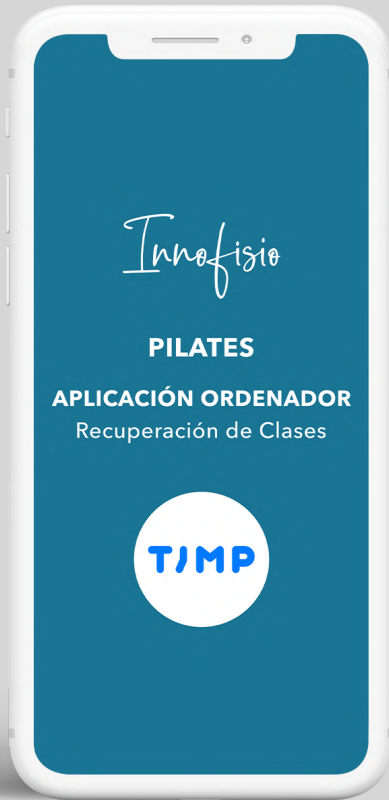 Innofisio
PILATES
APLICACIÓN ORDENADOR
Recuperación de Clases
TIMP